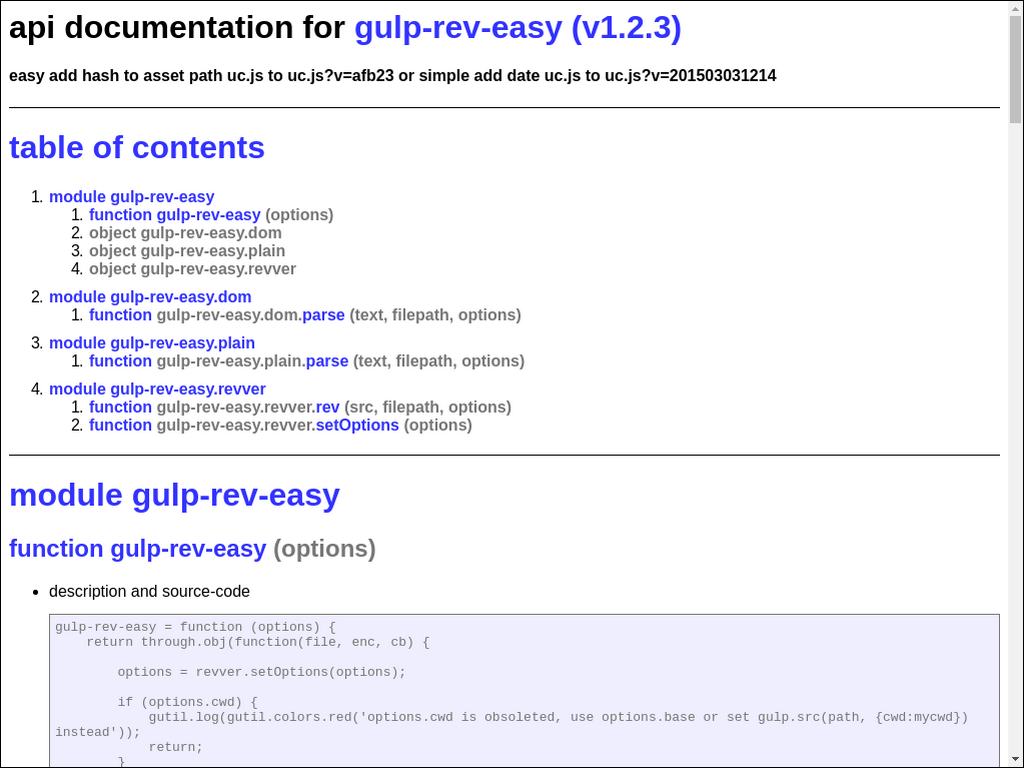 api documentation for gulp-rev-easy (v1.2.3)
easy add hash to asset path uc.js to uc.js?v=afb23 or simple add date uc.js to uc.js?v=201503031214
table of contents
1. module gulp-rev-easy
1. function gulp-rev-easy (options)
2. object gulp-rev-easy.dom
3. object gulp-rev-easy.plain
4. object gulp-rev-easy.revver
2. module gulp-rev-easy.dom
1. function gulp-rev-easy.dom.parse (text, filepath, options)
3. module gulp-rev-easy.plain
1. function gulp-rev-easy.plain.parse (text, filepath, options)
4. module gulp-rev-easy.revver
1. function gulp-rev-easy.revver.rev (src, filepath, options)
2. function gulp-rev-easy.revver.setOptions (options)
module gulp-rev-easy
function gulp-rev-easy (options)
• description and source-code
gulp-rev-easy = function (options) {
    return through.obj(function(file, enc, cb) {
        options = revver.setOptions(options);
        if (options.cwd) {
            gutil.log(gutil.colors.red('options.cwd is obsoleted, use options.base or set gulp.src(path, {cwd:mycwd})
instead'));
            return;
        }